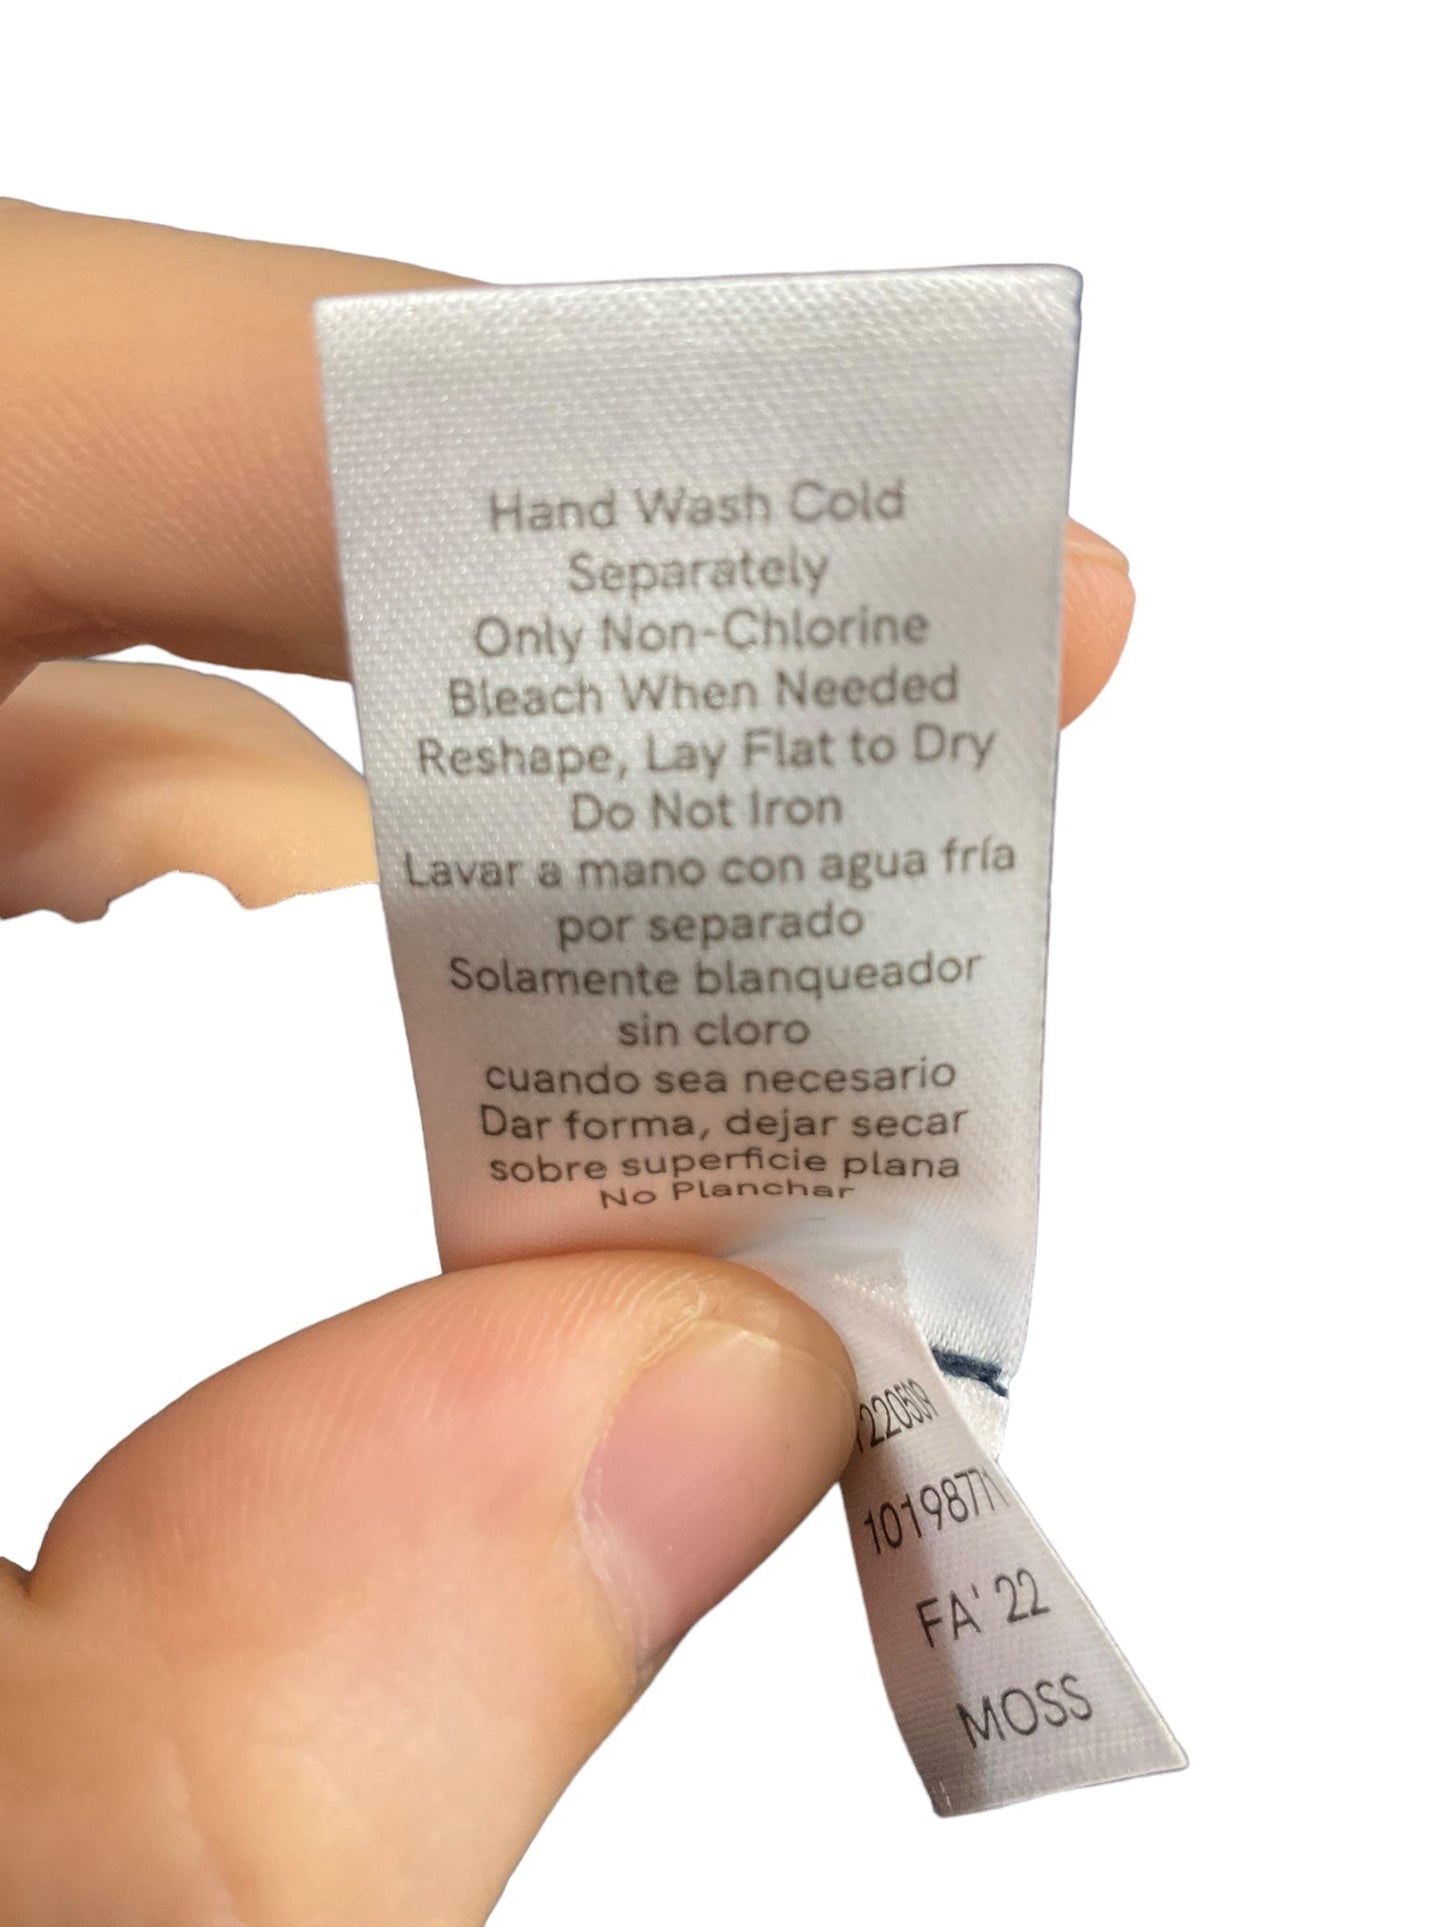 Hand Wash Cold
Separately
Only Non-Chlorine
Bleach When Needed
Reshape, Lay Flat to Dry
Do Not Iron
Lavar a mano con agua fría
por separado
Solamente blanqueador
sin cloro
cuando sea necesario
Dar forma, dejar secar
sobre superficie plana
No Planchar
10198771
FA' 22
MOSS